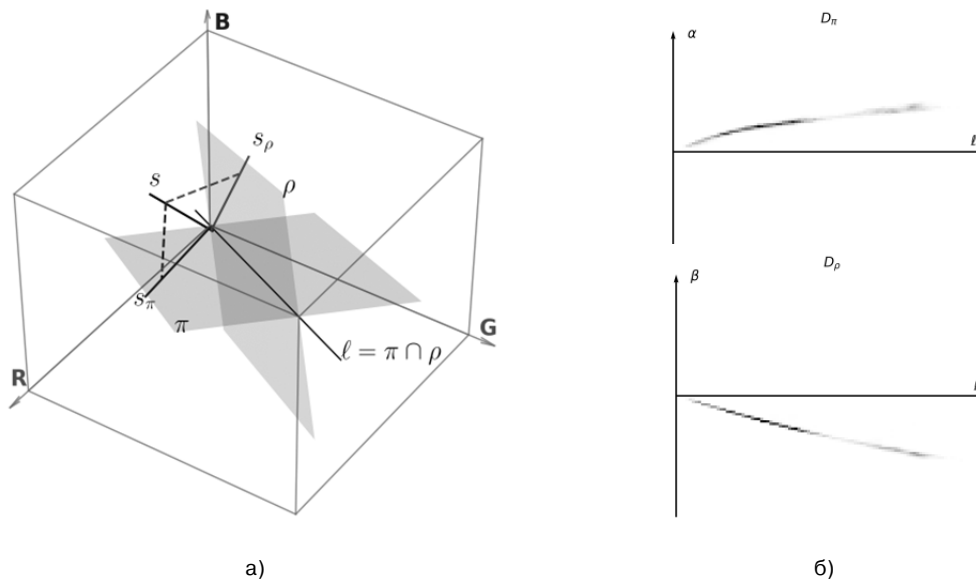 B
s
s_ρ
ρ
s_π
π
ℓ = π ∩ ρ
G
R
а)
D_π
α
ℓ
D_ρ
β
б)